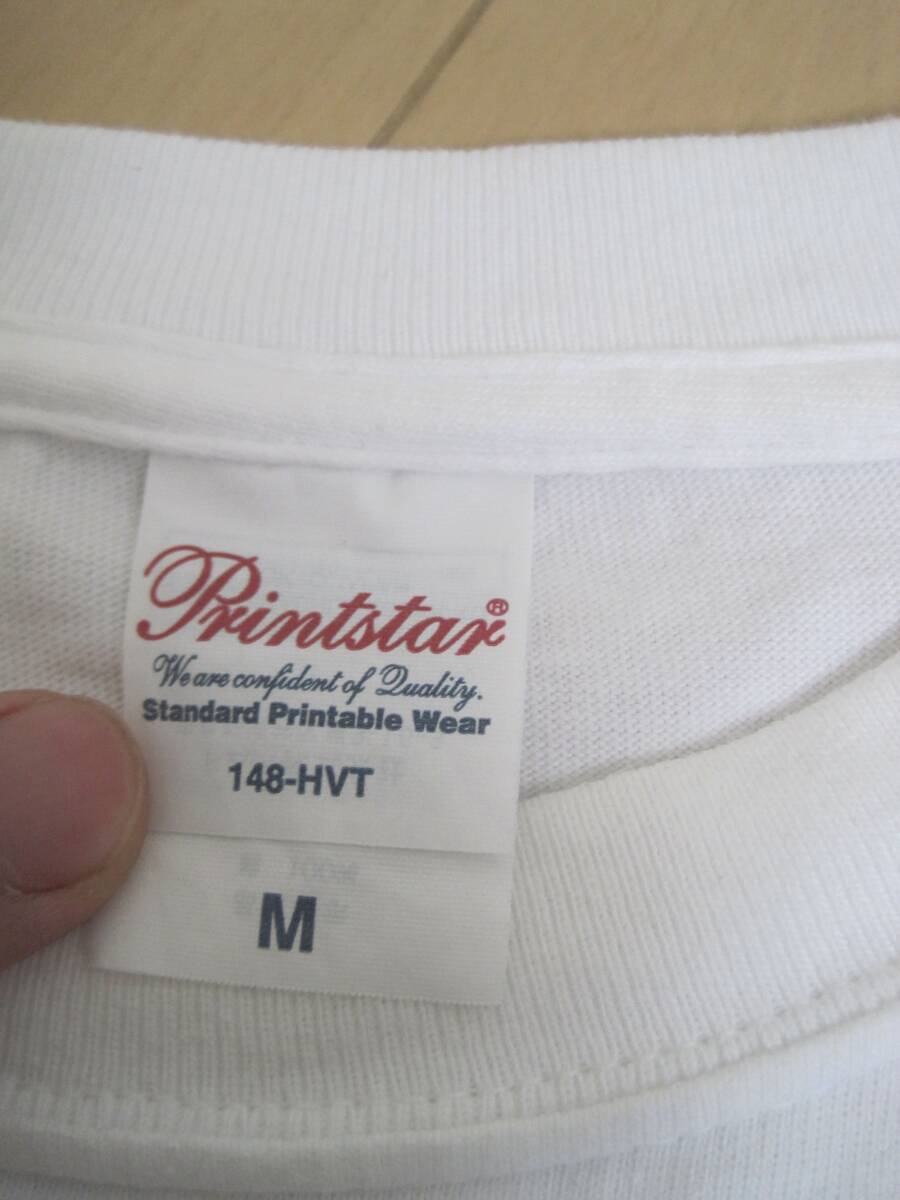 Printstar®
We are confident of Quality.
Standard Printable Wear
148-HVT
M